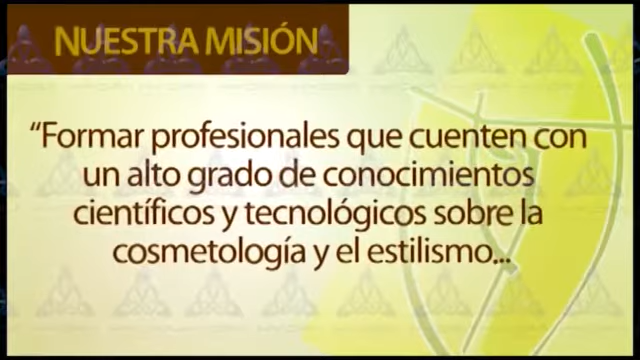 NUESTRA MISIÓN
“Formar profesionales que cuenten con
un alto grado de conocimientos
científicos y tecnológicos sobre la
cosmetología y el estilismo...